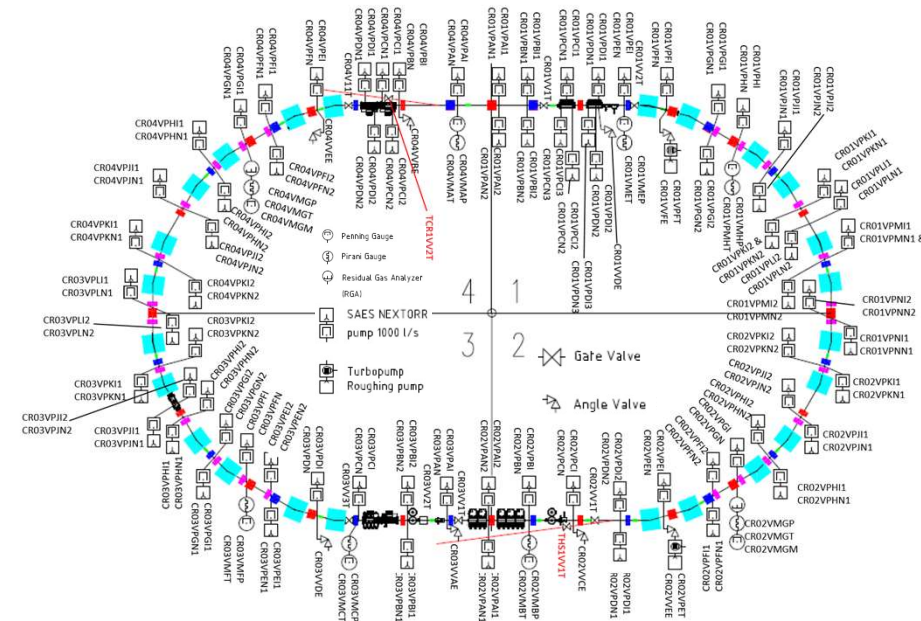 CR04VPGN1
CR04VPGI1
CR04VPFN1
CR04VPFI1
CR04VPFN
CR04VPEI
CR04V11T
CR04VPDN1
CR04VPDI1
CR04VPCN1
CR04VPCI1
CR04VPBN
CR04VPBI
CR04VPAN
CR04VPAI
CR01VPAN1
CR01VPAI1
CR01VPBN1
CR01VPBI1
CR01VV1T
CR01VPCN1
CR01VPCI1
CR01VPDN1
CR01VPDI1
CR01VPEN
CR01VPEI
CR01VV2T
CR01VPFN
CR01VPFI
CR01VPGN1
CR01VPGI1
CR01VPHN
CR01VPHI
CR01VPJN1
CR01VPJI1
CR01VPJN2
CR01VPJI2
CR04VPHI1
CR04VPHN1
CR04VVEE
CR04VVBE
CR04VPJI1
CR04VPJN1
CR04VPFI2
CR04VPFN2
CR04VMGP
CR04VMGT
CR04VMGM
CR04VPDN2
CR04VPDI2
CR04VPCN2
CR04VPCI2
TCR1VV2T
CR04VMAT
CR04VMAP
CR01VPAN2
CR01VPAI2
CR01VPBN2
CR01VPBI2
CR01VPCN3
CR01VPCI3
CR01VPCN2
CR01VPCI2
CR01VPDN3
CR01VPDI3
CR01VPDN2
CR01VPDI2
CR01VVDE
CR01VMET
CR01VMEP
CR01VVFE
CR01VPFT
CR01VPGN2
CR01VPGI2
CR01VMHT
CR01VMHP
CR01VPKI1
CR01VPKN1
CR01VPLI1
CR01VPLN1
CR01VPMI1
CR01VPMN1 &
CR01VPKI2 &
CR01VPKN2
CR01VPLI2
CR01VPLN2
CR01VPMI2
CR01VPMN2
CR01VPNI2
CR01VPNN2
CR01VPNI1
CR01VPNN1
CR04VPHI2
CR04VPHN2
CR04VPJI2
CR04VPJN2
CR04VPKI1
CR04VPKN1
CR04VPKI2
CR04VPKN2
Penning Gauge
Pirani Gauge
Residual Gas Analyzer
(RGA)
SAES NEXTORR
pump 1000 l/s
Turbopump
Roughing pump
4
1
3
2
Gate Valve
Angle Valve
CR03VPLI1
CR03VPLN1
CR03VPLI2
CR03VPLN2
CR03VPKI2
CR03VPKN2
CR03VPHI2
CR03VPHN2
CR03VPKI1
CR03VPKN1
CR03VPJI2
CR03VPJN2
CR03VPJI1
CR03VPJN1
CR03VPHI1
CR03VPHN1
CR03VPGI2
CR03VPGN2
CR03VPFI
CR03VPFN
CR03VPEI2
CR03VPEN2
CR03VPDN
CR03VPDI
CR03VV3T
CR03VPCN
CR03VPCI
CR03VPBN2
CR03VPBI2
CR03VV2T
CR03VPAN
CR03VPAI
CR03VV1T
CR02VPAN2
CR02VPAI2
CR02VPBN
CR02VPBI
CR02VPCN
CR02VPCI
CR02VV1T
CR02VPDN2
CR02VPDI2
CR02VPEN
CR02VPEI
CR02VPFN2
CR02VPFI2
CR02VPGN
CR02VPGI
CR02VPHN2
CR02VPHI2
CR02VPJI2
CR02VPJN2
CR02VPKI2
CR02VPKN2
CR02VPKI1
CR02VPKN1
CR02VPJI1
CR02VPJN1
CR02VPHI1
CR02VPHN1
CR02VMGP
CR02VMGT
CR02VMGM
CR03VPGN1
CR03VPGI1
CR03VMFT
CR03VMFP
CR03VPEN1
CR03VPEI1
CR03VVDE
CR03VMCT
CR03VMCP
CR03VPBN1
CR03VPBI1
CR03VVAE
CR02VPAN1
CR02VPAI1
CR02VMBT
CR02VMBP
THS1VV1T
CR02VVCE
R02VPDN1
CR02VPDI1
CR02VVEE
CR02VPET
CR02VPFI1
CR02VPFN1